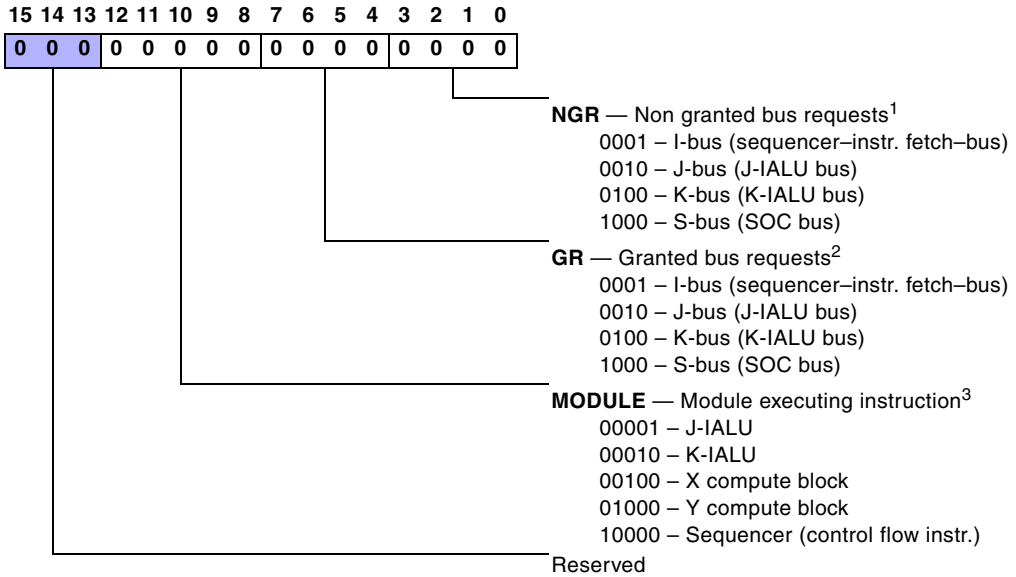 15 14 13 12 11 10 9 8 7 6 5 4 3 2 1 0
0 0 0 0 0 0 0 0 0 0 0 0 0 0 0 0
NGR — Non granted bus requests1
0001 – I-bus (sequencer–instr. fetch–bus)
0010 – J-bus (J-IALU bus)
0100 – K-bus (K-IALU bus)
1000 – S-bus (SOC bus)
GR — Granted bus requests2
0001 – I-bus (sequencer–instr. fetch–bus)
0010 – J-bus (J-IALU bus)
0100 – K-bus (K-IALU bus)
1000 – S-bus (SOC bus)
MODULE — Module executing instruction3
00001 – J-IALU
00010 – K-IALU
00100 – X compute block
01000 – Y compute block
10000 – Sequencer (control flow instr.)
Reserved